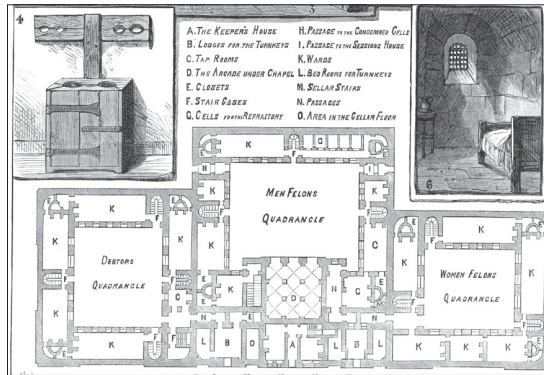 4
3
A. THE KEEPER'S HOUSE
B. LODGES FOR THE TURNKEYS
C. TAP ROOMS
D. THE ARCADE UNDER CHAPEL
E. CLOSETS
F. STAIR CASES
G. CELLS FOR THE REFRACTORY
H. PASSAGE TO THE CONDEMNED CELLS
I. PASSAGE TO THE SESSIONS HOUSE
K. WARDS
L. BED ROOMS FOR TURNKEYS
M. SELLAR STAIRS
N. PASSAGES
O. AREA IN THE CELLAR FLOOR
6
MEN FELONS
QUADRANGLE
DEBTORS
QUADRANGLE
WOMEN FELONS
QUADRANGLE
K
F
G
K
E
E
H
I
K
K
K
C
K
C
D
N
N
M
E
F
K
K
K
K
K
K
K
C
N
L
B
O
A
I
L
B
L
K
K
K
K
K
K